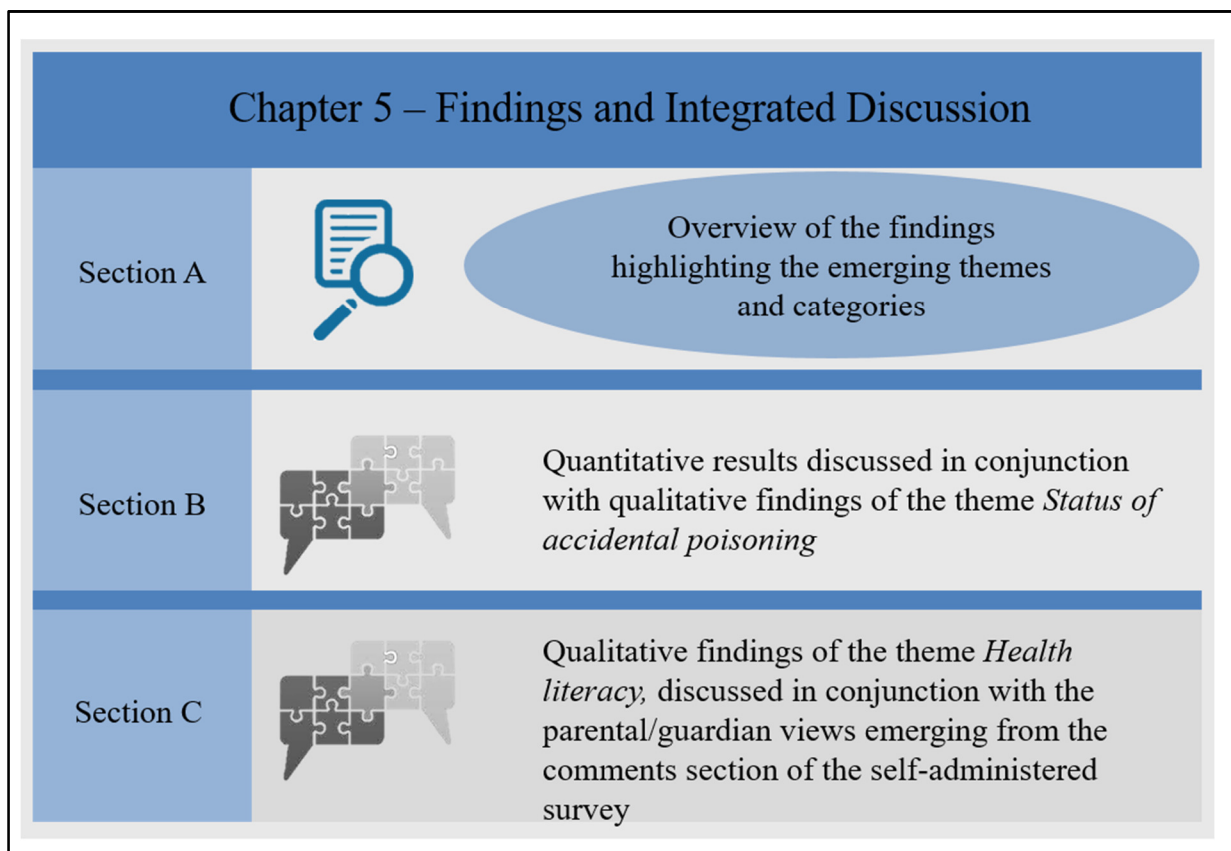 Chapter 5 – Findings and Integrated Discussion
Section A
Overview of the findings
highlighting the emerging themes
and categories
Section B
Quantitative results discussed in conjunction
with qualitative findings of the theme Status of
accidental poisoning
Section C
Qualitative findings of the theme Health
literacy, discussed in conjunction with the
parental/guardian views emerging from the
comments section of the self-administered
survey